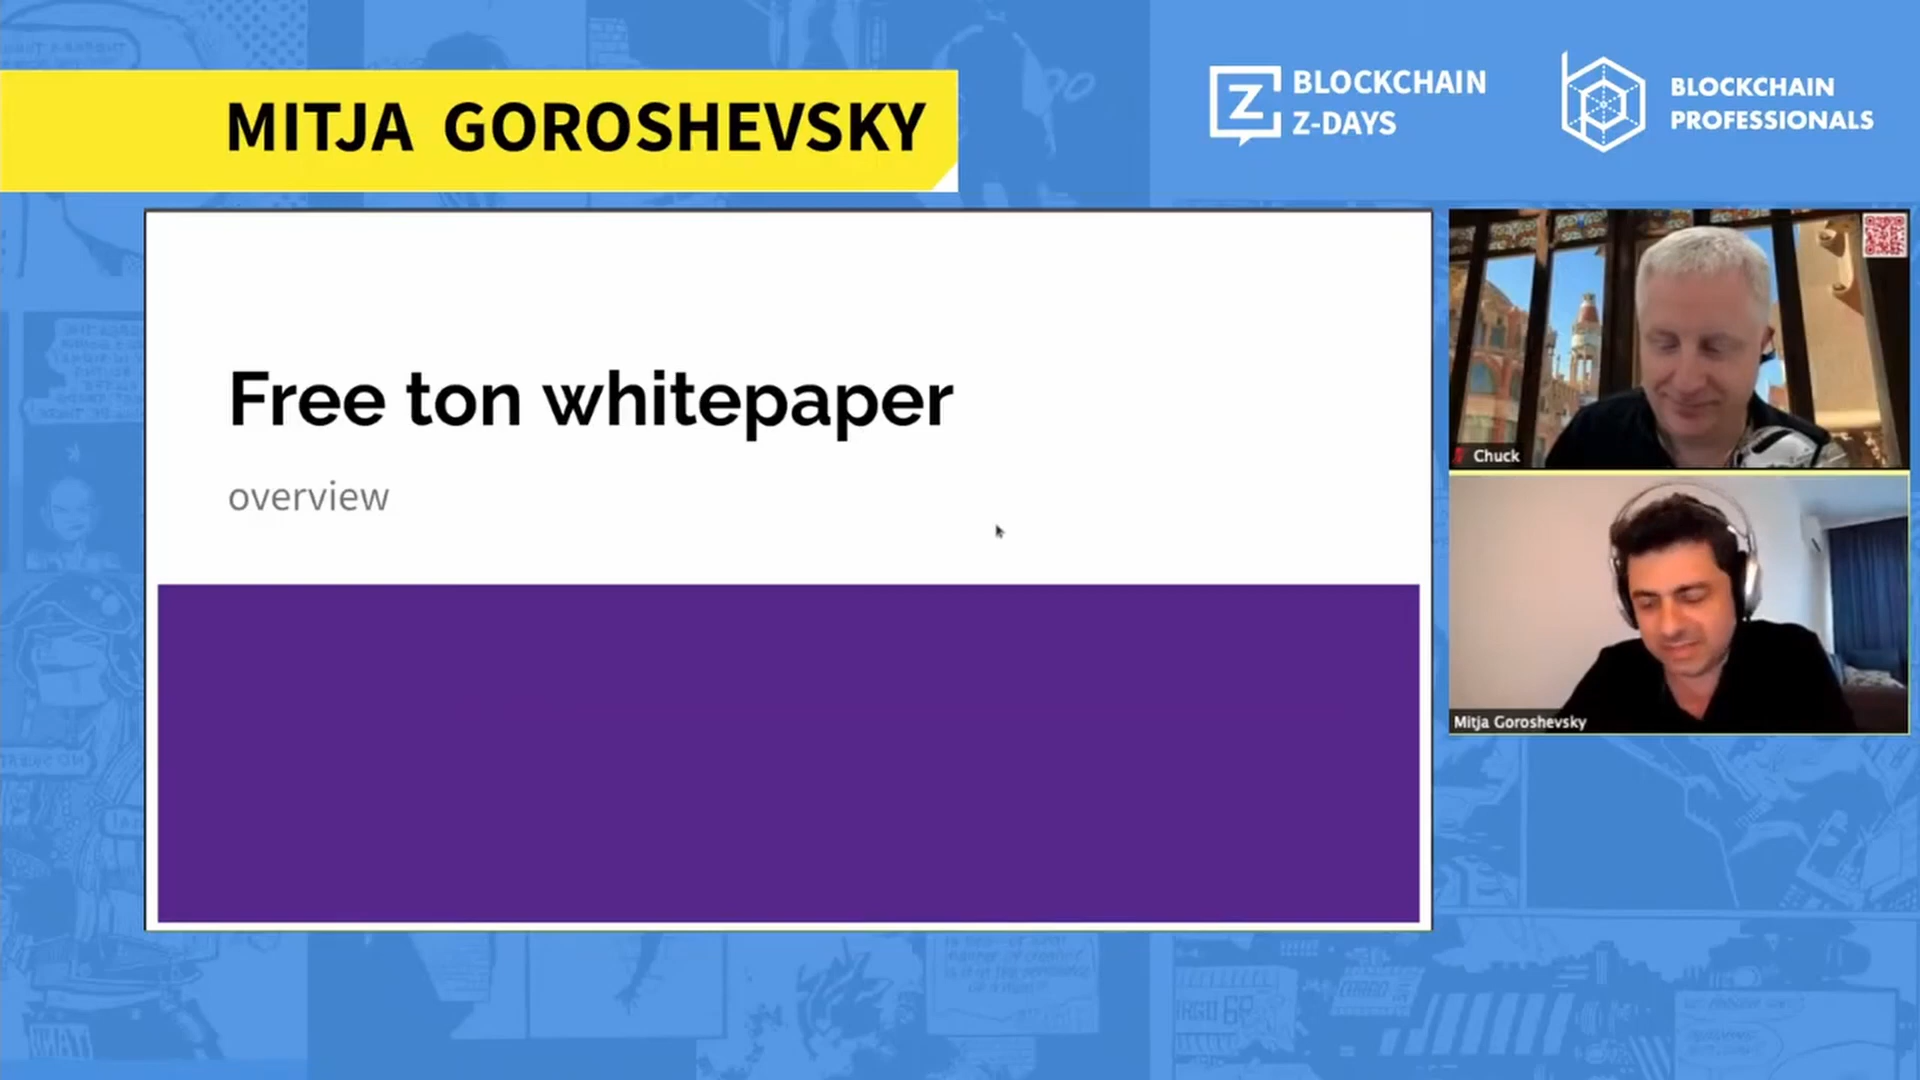 MITJA GOROSHEVSKY
BLOCKCHAIN
Z-DAYS
BLOCKCHAIN
PROFESSIONALS
Free ton whitepaper
overview
Chuck
Mitja Goroshevsky